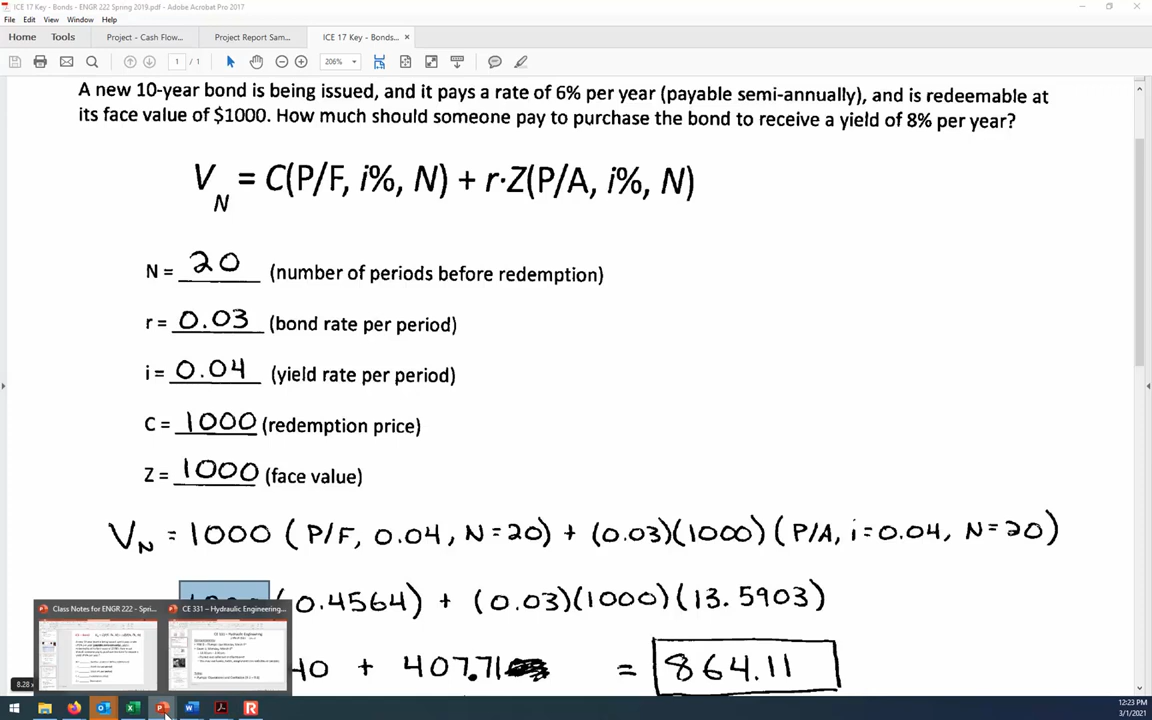 ICE 17 Key - Bonds - ENGR 222 Spring 2019.pdf - Adobe Acrobat Pro
File Edit View Window Help
Home Tools Project - Cash Flow... Project Report Sam... ICE 17 Key - Bonds... ×
1 / 1 206%
A new 10-year bond is being issued, and it pays a rate of 6% per year (payable semi-annually), and is redeemable at
its face value of $1000. How much should someone pay to purchase the bond to receive a yield of 8% per year?
V_N = C(P/F, i%, N) + r·Z(P/A, i%, N)
N = 20 (number of periods before redemption)
r = 0.03 (bond rate per period)
i = 0.04 (yield rate per period)
C = 1000 (redemption price)
Z = 1000 (face value)
V_N = 1000 ( P/F, 0.04, N=20) + (0.03)(1000)( P/A, i=0.04, N=20)
(0.4564) + (0.03)(1000)(13.5903)
40 + 407.71 = 864.11
Class Notes for ENGR 222 - Spri... CE 331 – Hydraulic Engineering...
8.28 x
12:23 PM
3/1/2021